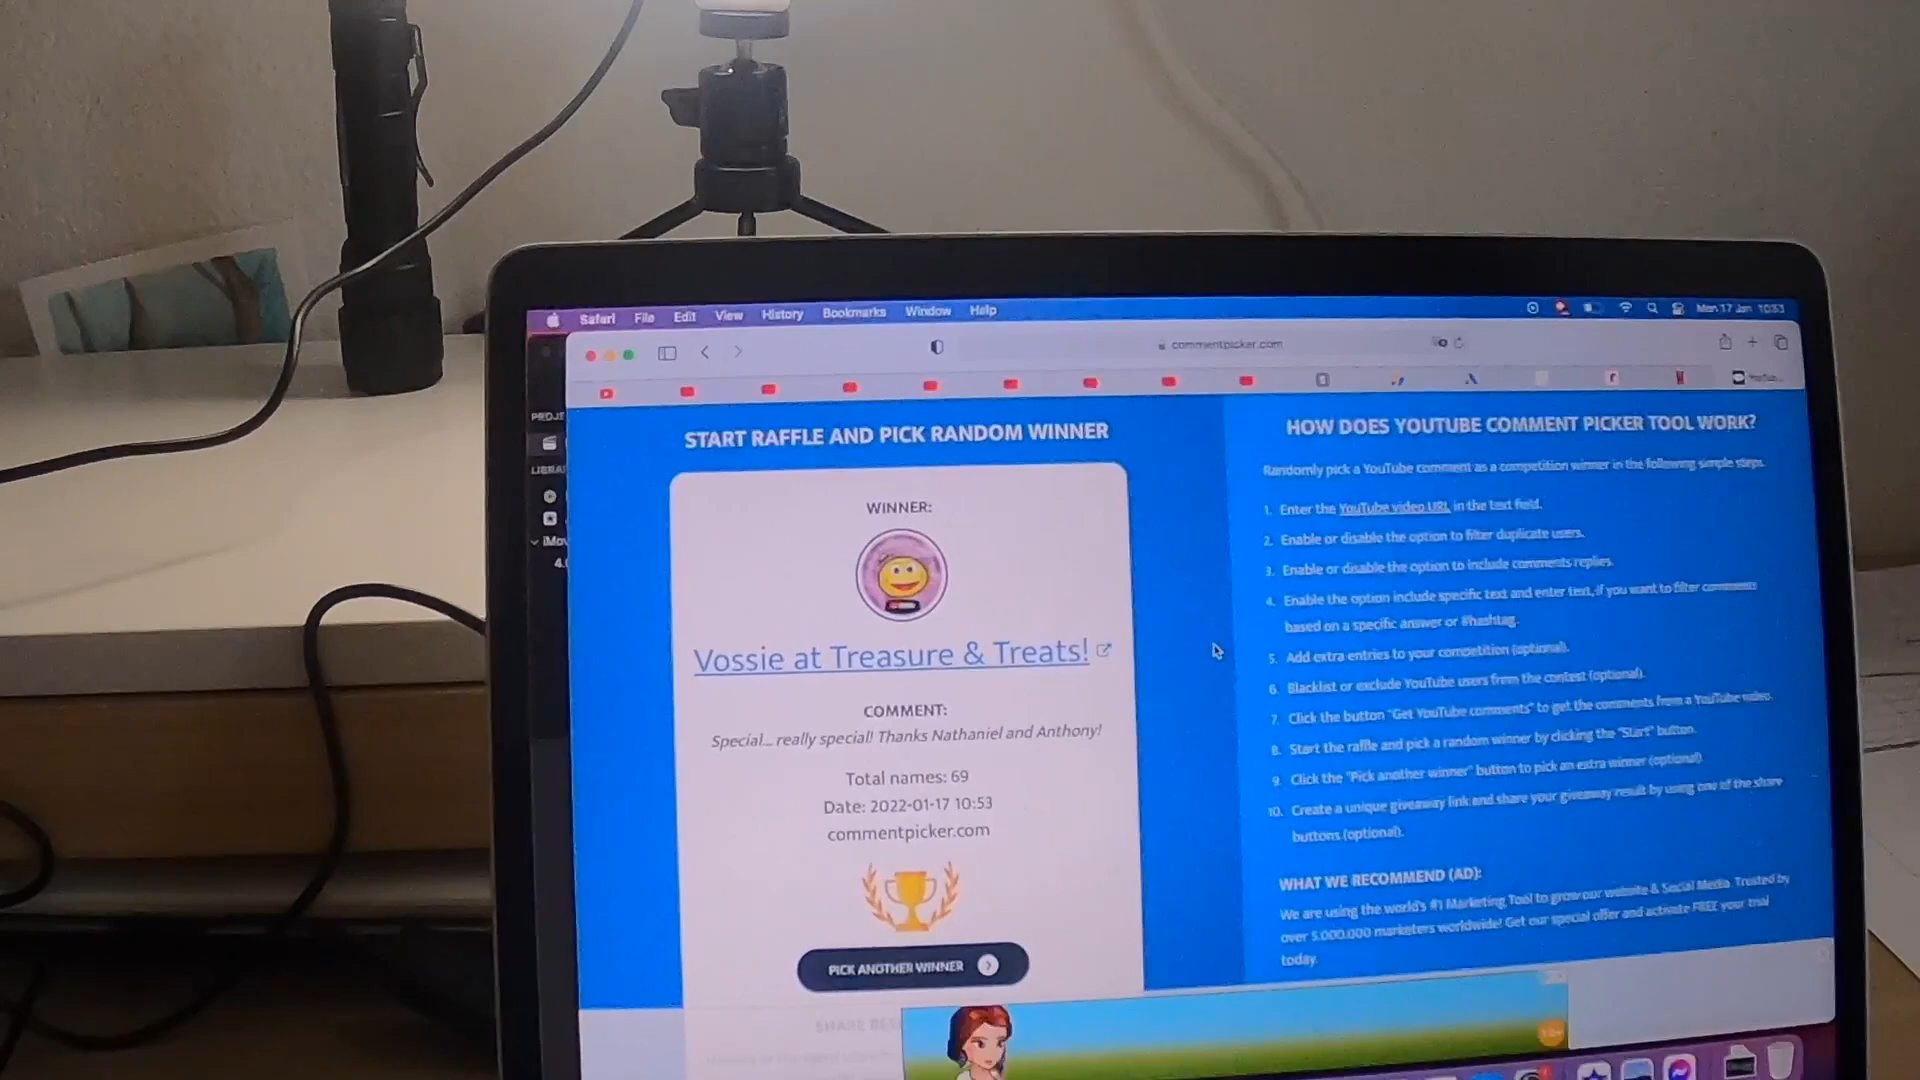 Safari File Edit View History Bookmarks Window Help
Mon 17 Jan 10:53
commentpicker.com
YouTub...
PROJE
LIBRA
iMov
START RAFFLE AND PICK RANDOM WINNER
WINNER:
Vossie at Treasure & Treats!
COMMENT:
Special... really special! Thanks Nathaniel and Anthony!
Total names: 69
Date: 2022-01-17 10:53
commentpicker.com
PICK ANOTHER WINNER
HOW DOES YOUTUBE COMMENT PICKER TOOL WORK?
Randomly pick a YouTube comment as a competition winner in the following simple steps.
1. Enter the YouTube video URL in the text field.
2. Enable or disable the option to filter duplicate users.
3. Enable or disable the option to include comments replies.
4. Enable the option include specific text and enter text, if you want to filter comments
based on a specific answer or #hashtag.
5. Add extra entries to your competition (optional).
6. Blacklist or exclude YouTube users from the contest (optional).
7. Click the button "Get YouTube comments" to get the comments from a YouTube video.
8. Start the raffle and pick a random winner by clicking the "Start" button.
9. Click the "Pick another winner" button to pick an extra winner (optional)
10. Create a unique giveaway link and share your giveaway result by using one of the share
buttons (optional).
WHAT WE RECOMMEND (AD):
We are using the world's #1 Marketing Tool to grow our website & Social Media. Trusted by
over 5.000.000 marketers worldwide! Get our special offer and activate FREE your trial
today.